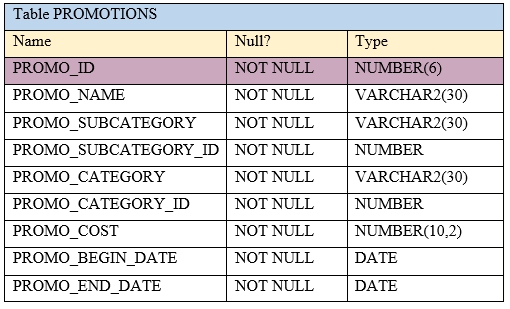 Table PROMOTIONS
Name Null? Type
PROMO_ID NOT NULL NUMBER(6)
PROMO_NAME NOT NULL VARCHAR2(30)
PROMO_SUBCATEGORY NOT NULL VARCHAR2(30)
PROMO_SUBCATEGORY_ID NOT NULL NUMBER
PROMO_CATEGORY NOT NULL VARCHAR2(30)
PROMO_CATEGORY_ID NOT NULL NUMBER
PROMO_COST NOT NULL NUMBER(10,2)
PROMO_BEGIN_DATE NOT NULL DATE
PROMO_END_DATE NOT NULL DATE